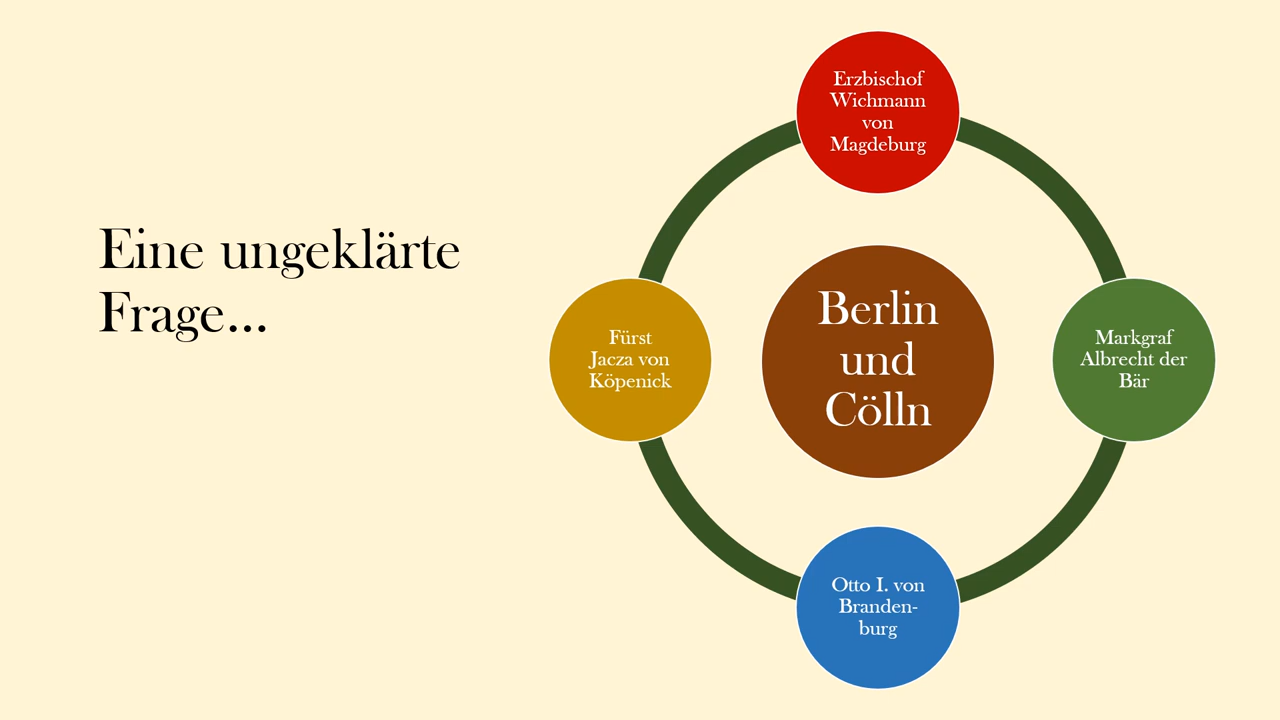 Eine ungeklärte
Frage...
Erzbischof
Wichmann
von
Magdeburg
Markgraf
Albrecht der
Bär
Otto I. von
Branden-
burg
Fürst
Jacza von
Köpenick
Berlin
und
Cölln